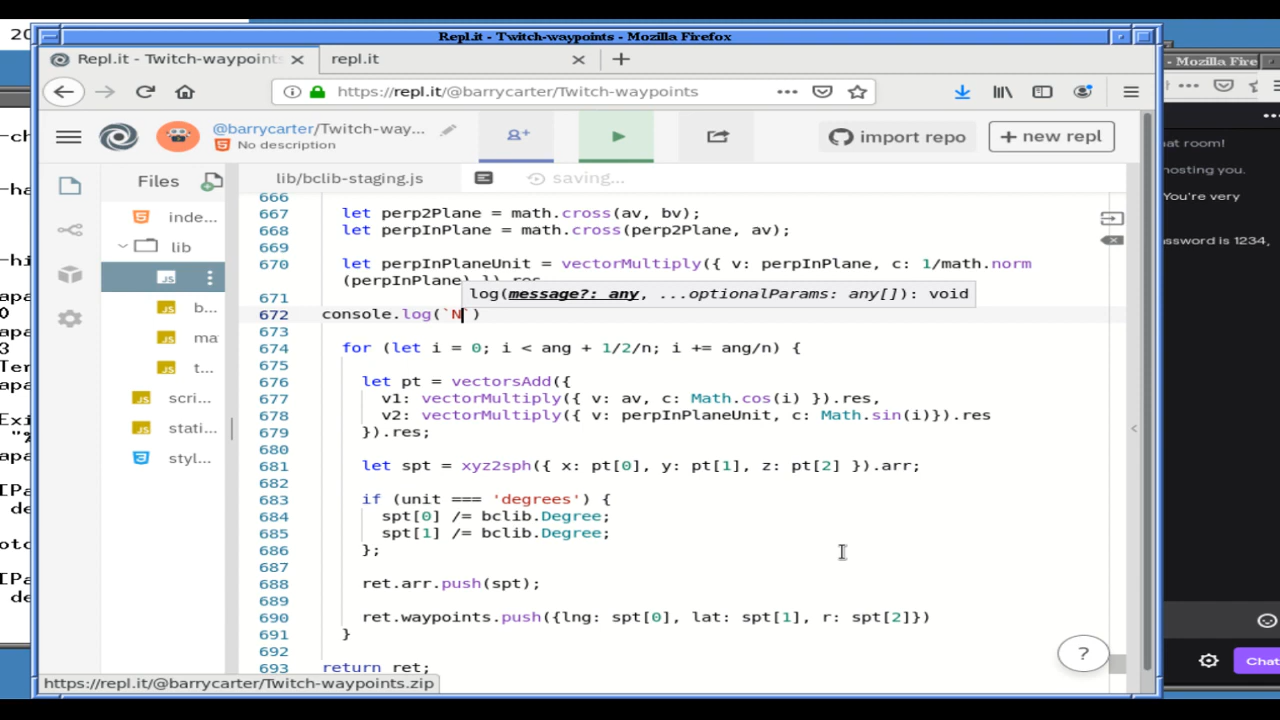 Repl.it - Twitch-waypoints - Mozilla Firefox
- Mozilla Fire
Repl.it - Twitch-waypoint
repl.it
https://repl.it/@barrycarter/Twitch-waypoints
@barrycarter/Twitch-way...
No description
import repo
+ new repl
Files
lib/bclib-staging.js
saving...
inde...
lib
b...
ma
t...
scri...
stati...
styl...
666
667 let perp2Plane = math.cross(av, bv);
668 let perpInPlane = math.cross(perp2Plane, av);
669
670 let perpInPlaneUnit = vectorMultiply({ v: perpInPlane, c: 1/math.norm
(perpInPlane) }).res
671
log(message?: any, ...optionalParams: any[]): void
672 console.log(`N`)
673
674 for (let i = 0; i < ang + 1/2/n; i += ang/n) {
675
676 let pt = vectorsAdd({
677 v1: vectorMultiply({ v: av, c: Math.cos(i) }).res,
678 v2: vectorMultiply({ v: perpInPlaneUnit, c: Math.sin(i)}).res
679 }).res;
680
681 let spt = xyz2sph({ x: pt[0], y: pt[1], z: pt[2] }).arr;
682
683 if (unit === 'degrees') {
684 spt[0] /= bclib.Degree;
685 spt[1] /= bclib.Degree;
686 };
687
688 ret.arr.push(spt);
689
690 ret.waypoints.push({lng: spt[0], lat: spt[1], r: spt[2]})
691 }
692
693 return ret;
?
https://repl.it/@barrycarter/Twitch-waypoints.zip
at room!
hosting you.
You're very
ssword is 1234,
Chat